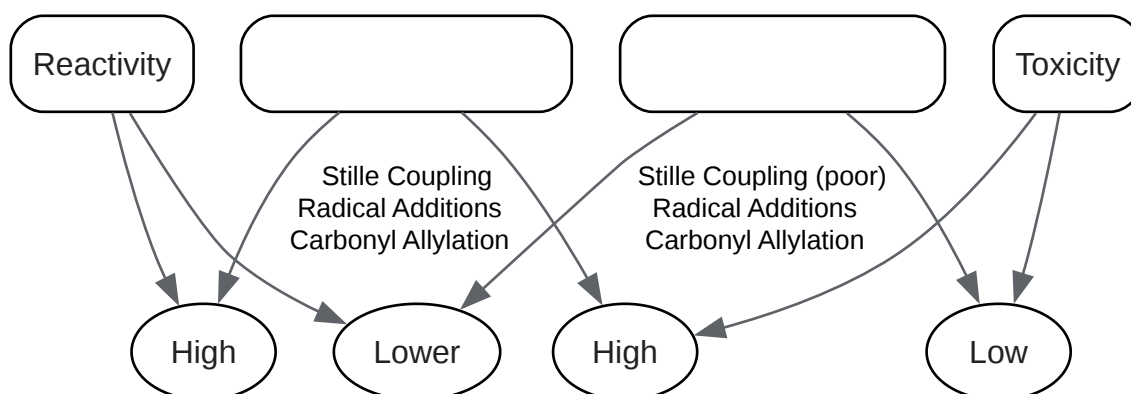 Reactivity
Toxicity
Stille Coupling
Radical Additions
Carbonyl Allylation
Stille Coupling (poor)
Radical Additions
Carbonyl Allylation
High
Lower
High
Low